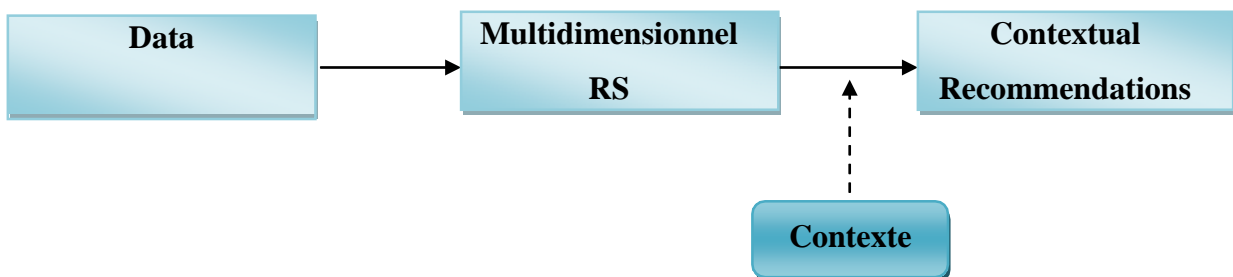 Data
Multidimensionnel
RS
Contextual
Recommendations
Contexte